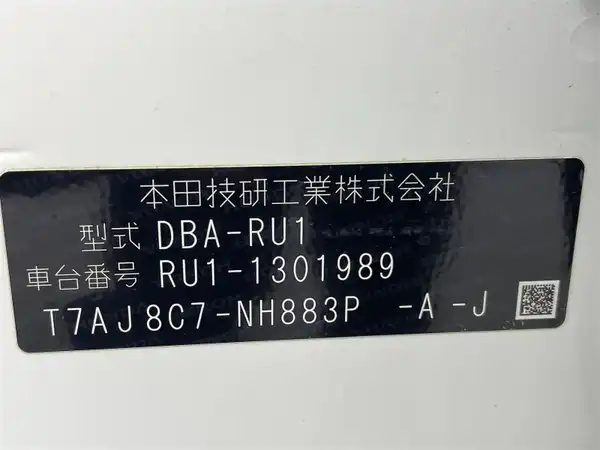 本田技研工業株式会社
型式 DBA-RU1
車台番号 RU1-1301989
T7AJ8C7-NH883P -A-J